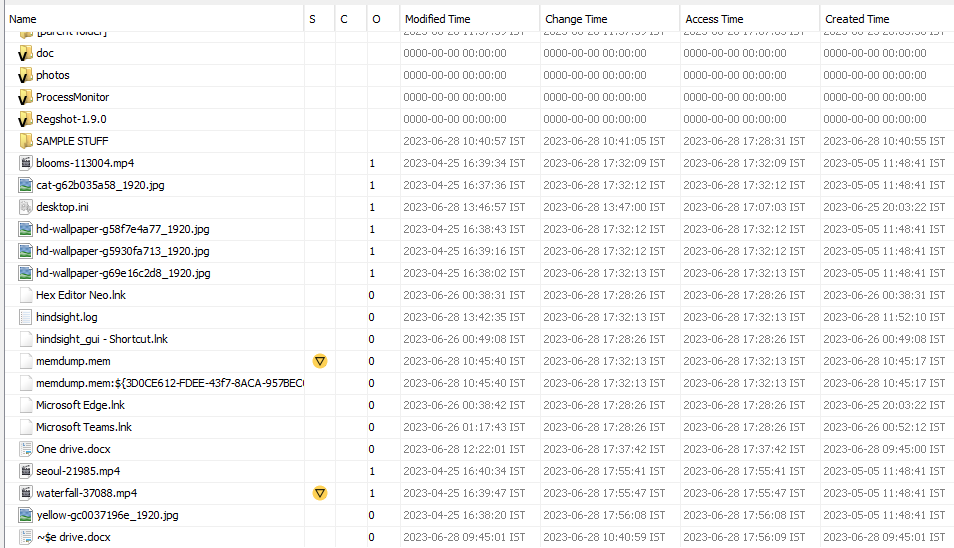 Name S C O Modified Time Change Time Access Time Created Time
[parent folder] 2023-06-28 11:37:39 IST 2023-06-28 11:37:39 IST 2023-06-28 17:07:03 IST 2023-06-25 20:03:38 IST
doc 0000-00-00 00:00:00 0000-00-00 00:00:00 0000-00-00 00:00:00 0000-00-00 00:00:00
photos 0000-00-00 00:00:00 0000-00-00 00:00:00 0000-00-00 00:00:00 0000-00-00 00:00:00
ProcessMonitor 0000-00-00 00:00:00 0000-00-00 00:00:00 0000-00-00 00:00:00 0000-00-00 00:00:00
Regshot-1.9.0 0000-00-00 00:00:00 0000-00-00 00:00:00 0000-00-00 00:00:00 0000-00-00 00:00:00
SAMPLE STUFF 2023-06-28 10:40:57 IST 2023-06-28 10:41:05 IST 2023-06-28 17:28:31 IST 2023-06-28 10:40:55 IST
blooms-113004.mp4 1 2023-04-25 16:39:34 IST 2023-06-28 17:32:09 IST 2023-06-28 17:32:09 IST 2023-05-05 11:48:41 IST
cat-g62b035a58_1920.jpg 1 2023-04-25 16:37:36 IST 2023-06-28 17:32:12 IST 2023-06-28 17:32:12 IST 2023-05-05 11:48:41 IST
desktop.ini 1 2023-06-28 13:46:57 IST 2023-06-28 13:47:00 IST 2023-06-28 17:07:03 IST 2023-06-25 20:03:22 IST
hd-wallpaper-g58f7e4a77_1920.jpg 1 2023-04-25 16:38:43 IST 2023-06-28 17:32:12 IST 2023-06-28 17:32:12 IST 2023-05-05 11:48:41 IST
hd-wallpaper-g5930fa713_1920.jpg 1 2023-04-25 16:39:16 IST 2023-06-28 17:32:12 IST 2023-06-28 17:32:12 IST 2023-05-05 11:48:41 IST
hd-wallpaper-g69e16c2d8_1920.jpg 1 2023-04-25 16:38:02 IST 2023-06-28 17:32:13 IST 2023-06-28 17:32:13 IST 2023-05-05 11:48:41 IST
Hex Editor Neo.lnk 0 2023-06-26 00:38:31 IST 2023-06-28 17:28:26 IST 2023-06-28 17:28:26 IST 2023-06-26 00:38:31 IST
hindsight.log 0 2023-06-28 13:42:35 IST 2023-06-28 17:32:13 IST 2023-06-28 17:32:13 IST 2023-06-28 11:52:10 IST
hindsight_gui - Shortcut.lnk 0 2023-06-26 00:49:08 IST 2023-06-28 17:28:26 IST 2023-06-28 17:32:13 IST 2023-06-26 00:49:08 IST
memdump.mem 0 2023-06-28 10:45:40 IST 2023-06-28 17:32:13 IST 2023-06-28 17:32:13 IST 2023-06-28 10:45:17 IST
memdump.mem:${3D0CE612-FDEE-43f7-8ACA-957BEC 0 2023-06-28 10:45:40 IST 2023-06-28 17:32:13 IST 2023-06-28 17:32:13 IST 2023-06-28 10:45:17 IST
Microsoft Edge.lnk 0 2023-06-26 00:38:42 IST 2023-06-28 17:28:26 IST 2023-06-28 17:28:26 IST 2023-06-25 20:03:22 IST
Microsoft Teams.lnk 0 2023-06-26 01:17:43 IST 2023-06-28 17:28:26 IST 2023-06-28 17:28:26 IST 2023-06-26 00:52:12 IST
One drive.docx 0 2023-06-28 12:22:01 IST 2023-06-28 17:37:42 IST 2023-06-28 17:37:42 IST 2023-06-28 09:45:00 IST
seoul-21985.mp4 1 2023-04-25 16:40:34 IST 2023-06-28 17:55:41 IST 2023-06-28 17:55:41 IST 2023-05-05 11:48:41 IST
waterfall-37088.mp4 1 2023-04-25 16:39:47 IST 2023-06-28 17:55:47 IST 2023-06-28 17:55:47 IST 2023-05-05 11:48:41 IST
yellow-gc0037196e_1920.jpg 0 2023-04-25 16:38:20 IST 2023-06-28 17:56:08 IST 2023-06-28 17:56:08 IST 2023-05-05 11:48:41 IST
~$e drive.docx 0 2023-06-28 09:45:01 IST 2023-06-28 10:40:59 IST 2023-06-28 17:56:09 IST 2023-06-28 09:45:01 IST